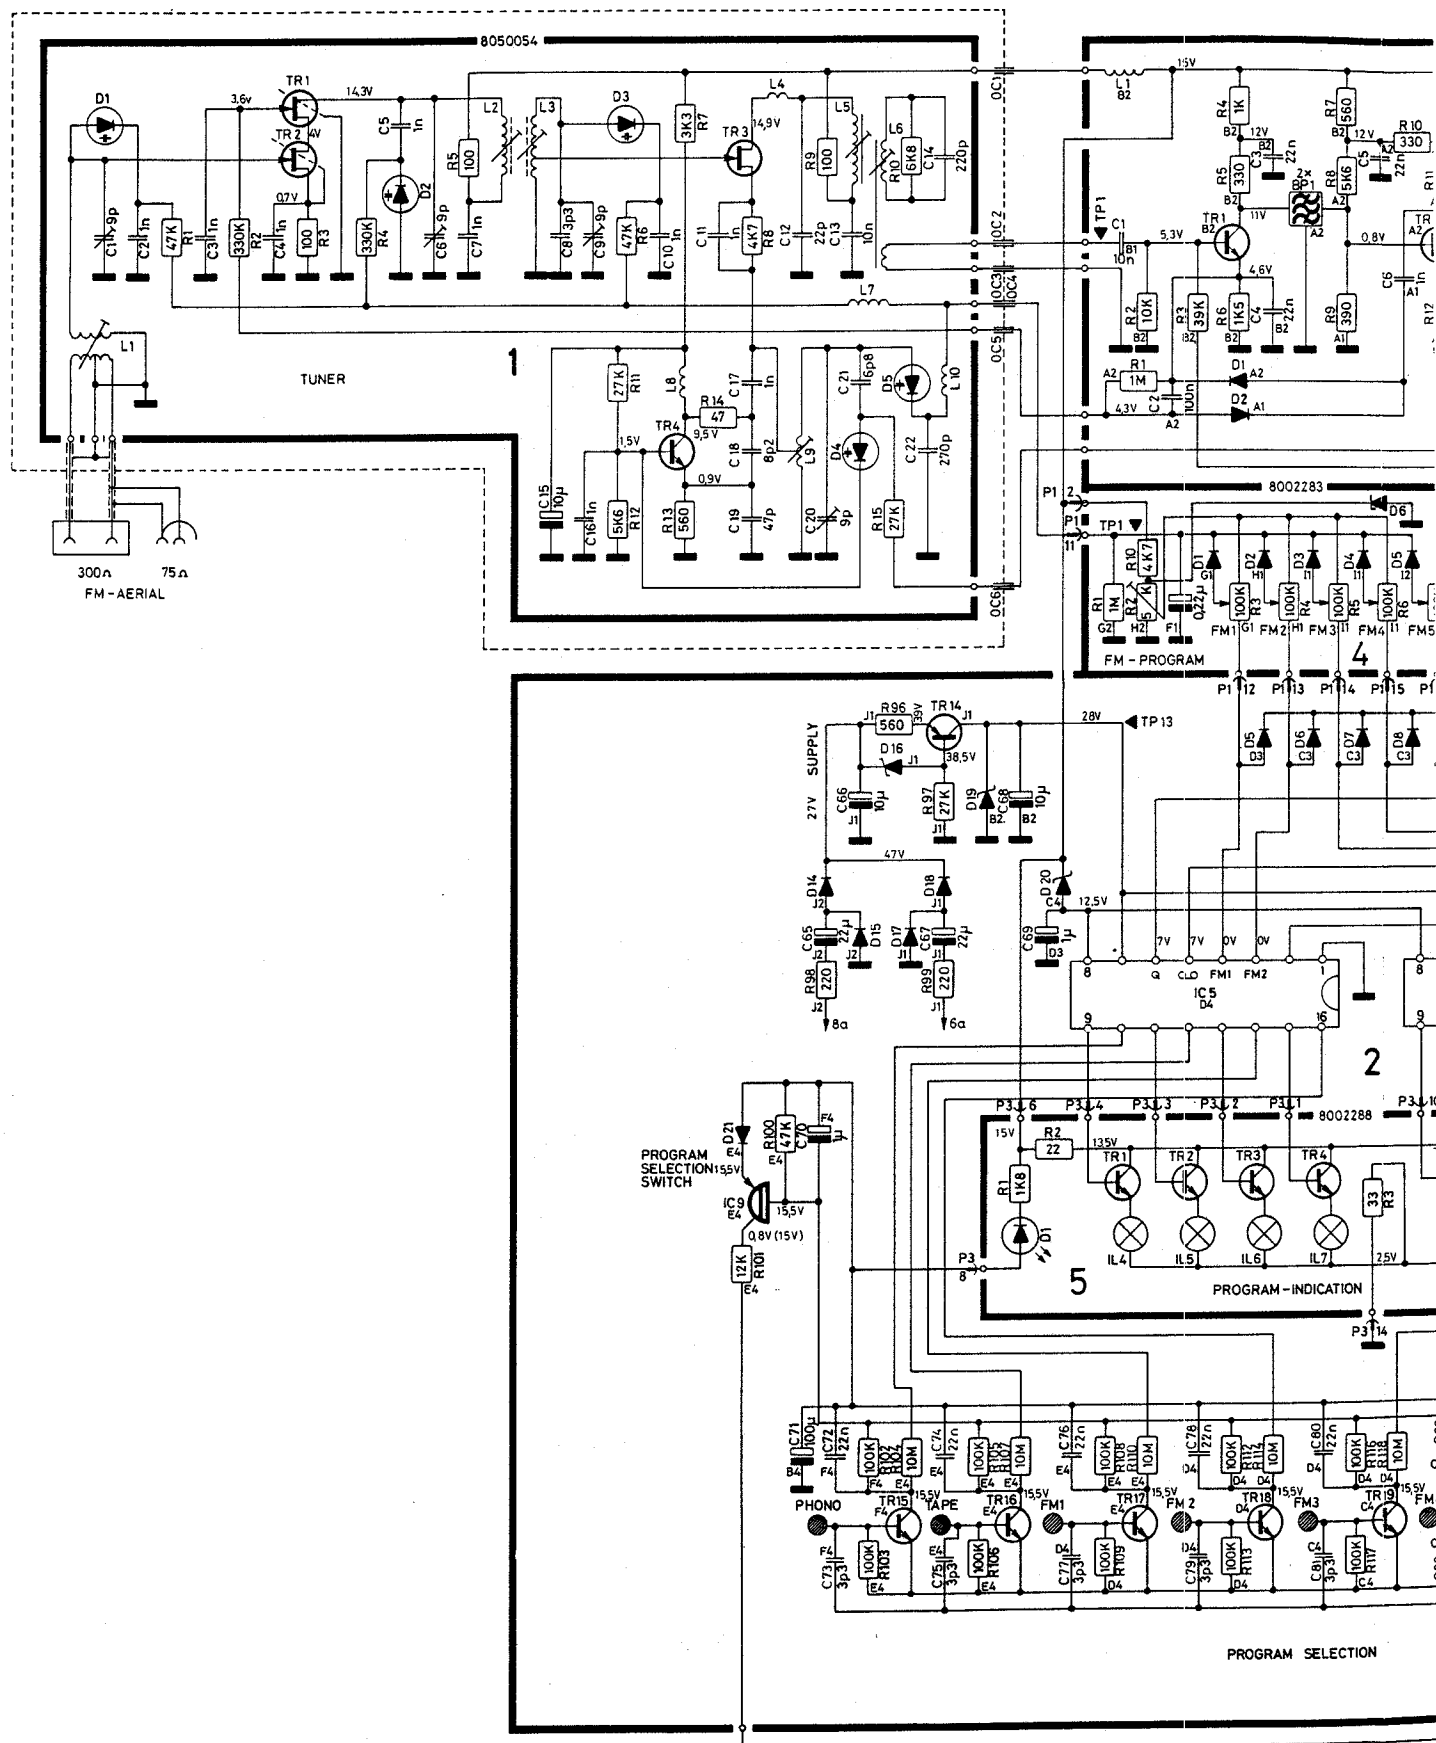 8050054
TR1
14,3V
3,6V
4V
TR2
D1
C1
9p
C2
1n
47K
R1
C3
1n
330K
R2
0,7V
C4
1n
100
R3
C5
1n
330K
R4
D2
C6
9p
R5
100
C7
1n
L2
L3
C8
3p3
C9
9p
D3
47K
R6
C10
1n
3K3
R7
TR3
14,9V
L4
C11
1n
4K7
R8
C12
22p
R9
100
C13
10n
L5
L6
R10
6K8
C14
220p
L7
L1
TUNER
1
300Ω
75Ω
FM-AERIAL
C15
10µ
C16
1n
27K
R11
1,5V
5K6
R12
L8
TR4
R14
47
9,5V
0,9V
R13
560
C17
1n
C18
8p2
C19
47p
L9
C20
9p
C21
6p8
D4
R15
27K
D5
C22
270p
L10
0C1
0C2
0C3
0C4
0C5
0C6
L1
82
15V
R4
1K
B2
12V
B2
C3
22n
R5
330
B2
11V
TR1
B2
2×
BP1
A2
R7
560
B2
12V
A2
C5
22n
R10
330
R8
5K6
A2
0,8V
TP1
C1
B1
10n
5,3V
R2
10K
B2
R3
39K
B2
4,6V
R6
1K5
B2
C4
B2
22n
R9
390
A1
C6
A1
1n
R11
TR
R12
A2
R1
1M
4,3V
C2
100n
A2
D1
A2
D2
A1
8002283
P1
2
P1
11
TP1
R10
4K7
R1
1M
G2
R2
5K
H2
0,22µ
F1
D1
G1
D2
H1
D3
I1
D4
I1
D5
I2
D6
100K
R3
G1
100K
R4
H1
100K
R5
I1
100K
R6
I1
FM1
FM2
FM3
FM4
FM5
FM-PROGRAM
4
P1
12
P1
13
P1
14
P1
15
P1
D5
D3
D6
C3
D7
C3
D8
C3
27V SUPPLY
J1
R96
560
39V
TR14
J1
28V
TP13
D16
J1
38,5V
C66
10µ
J1
R97
27K
J1
D19
B2
C68
10µ
B2
47V
D14
J2
C65
22µ
J2
D15
J2
R98
220
J2
8a
D18
J1
D17
J1
C67
22µ
J1
R99
220
J1
6a
D20
C4
12,5V
C69
1µ
D3
7V
7V
0V
0V
8
Q
CLO
FM1
FM2
1
IC5
D4
9
16
8
9
2
P3
6
P3
4
P3
3
P3
2
P3
1
8002288
P3
10
15V
R2
22
13,5V
R1
1K8
D1
TR1
TR2
TR3
TR4
IL4
IL5
IL6
IL7
33
R3
2,5V
P3
8
5
PROGRAM-INDICATION
P3
14
D21
E4
R100
47K
E4
C70
F4
1µ
PROGRAM
SELECTION
SWITCH
15,5V
IC9
E4
15,5V
0,8V(15V)
12K
R101
E4
C71
100µ
B4
C72
22n
F4
100K
R102
F4
R104
10M
E4
C74
22n
E4
100K
R105
E4
R107
10M
E4
C76
22n
E4
100K
R108
E4
R110
10M
E4
C78
22n
D4
100K
R112
D4
R114
10M
D4
C80
22n
D4
100K
R116
D4
R118
10M
D4
15,5V
15,5V
15,5V
15,5V
15,5V
PHONO
TR15
F4
TAPE
TR16
E4
FM1
TR17
E4
FM2
TR18
D4
FM3
TR19
C4
C73
F4
3p3
100K
R103
E4
C75
E4
3p3
100K
R106
E4
C77
D4
3p3
100K
R109
D4
C79
D4
3p3
100K
R113
D4
C81
C4
3p3
100K
R117
C4
PROGRAM SELECTION